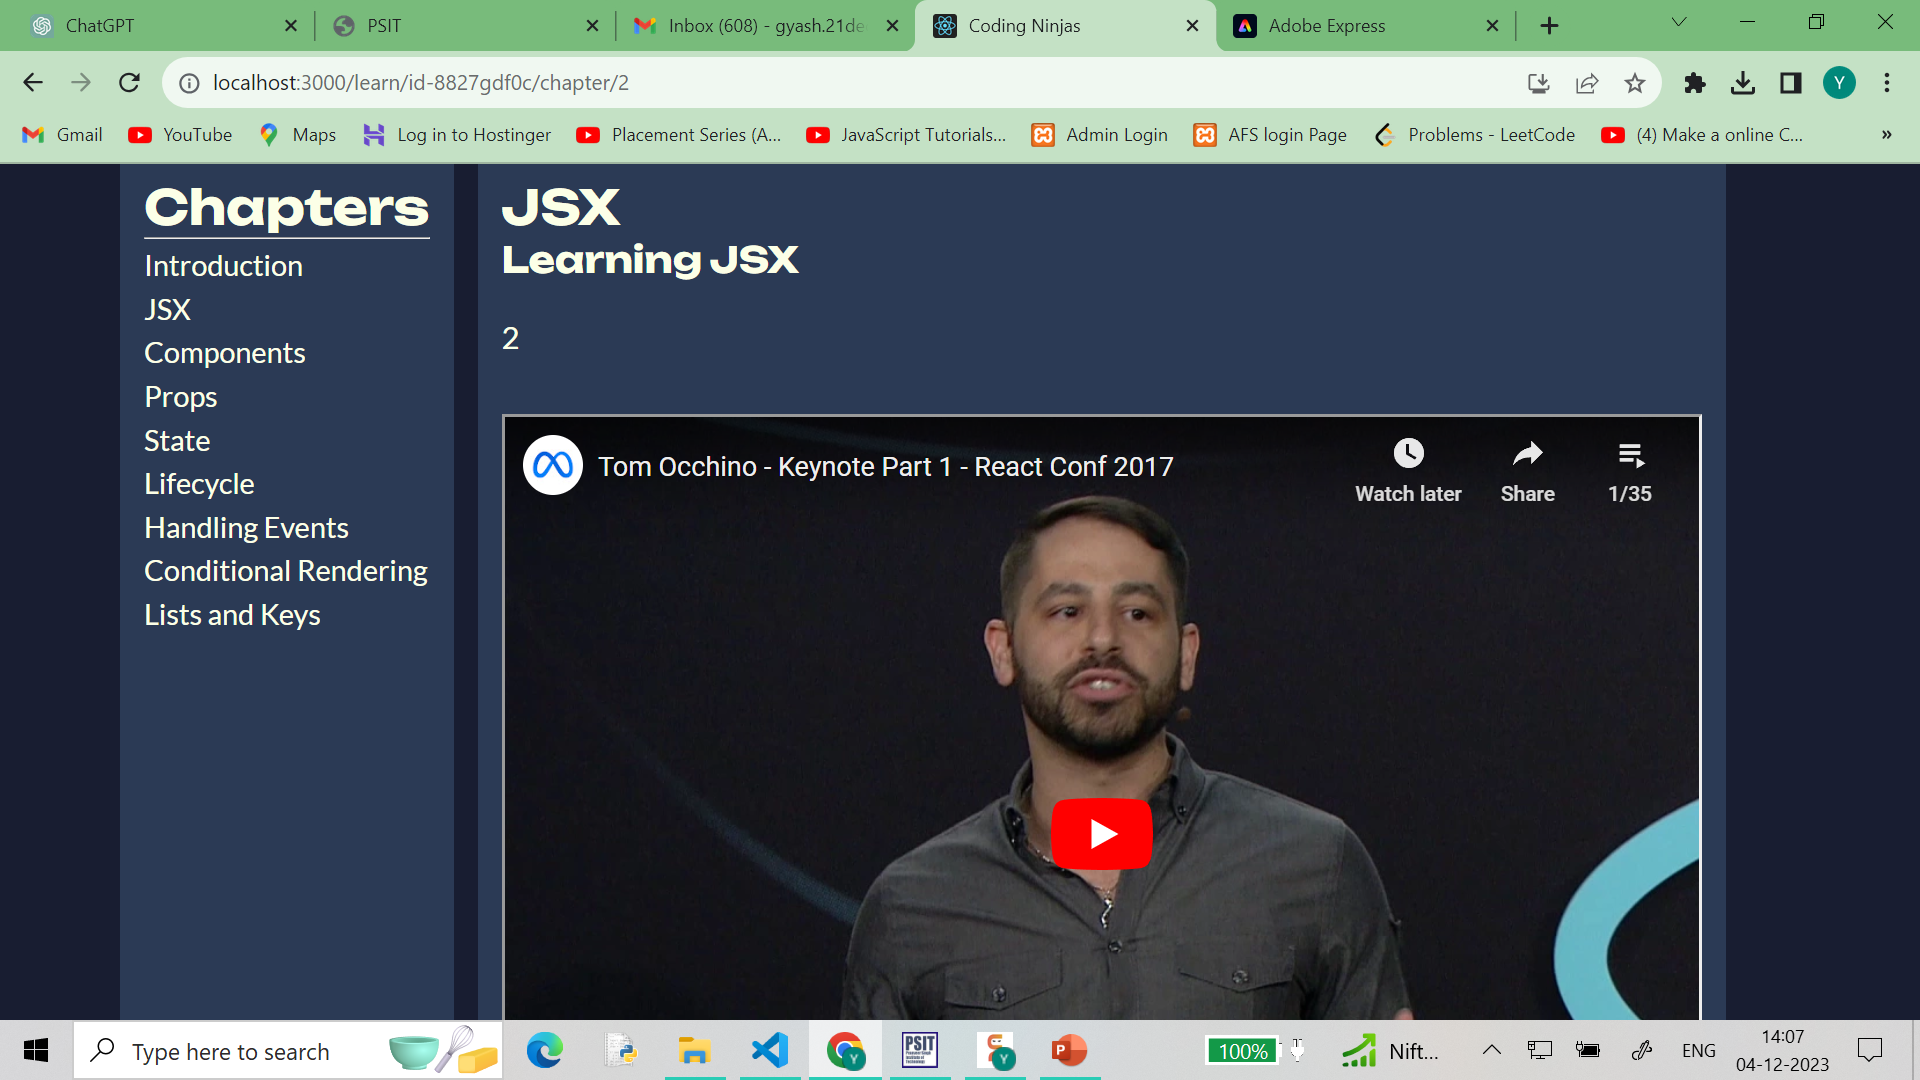 ChatGPT
PSIT
Inbox (608) - gyash.21de
Coding Ninjas
Adobe Express
localhost:3000/learn/id-8827gdf0c/chapter/2
Y
Gmail
YouTube
Maps
Log in to Hostinger
Placement Series (A...
JavaScript Tutorials...
Admin Login
AFS login Page
Problems - LeetCode
(4) Make a online C...
»
Chapters
Introduction
JSX
Components
Props
State
Lifecycle
Handling Events
Conditional Rendering
Lists and Keys
JSX
Learning JSX
2
Tom Occhino - Keynote Part 1 - React Conf 2017
Watch later
Share
1/35
Type here to search
Y
PSIT
Y
P
100%
Nift...
ENG
14:07
04-12-2023